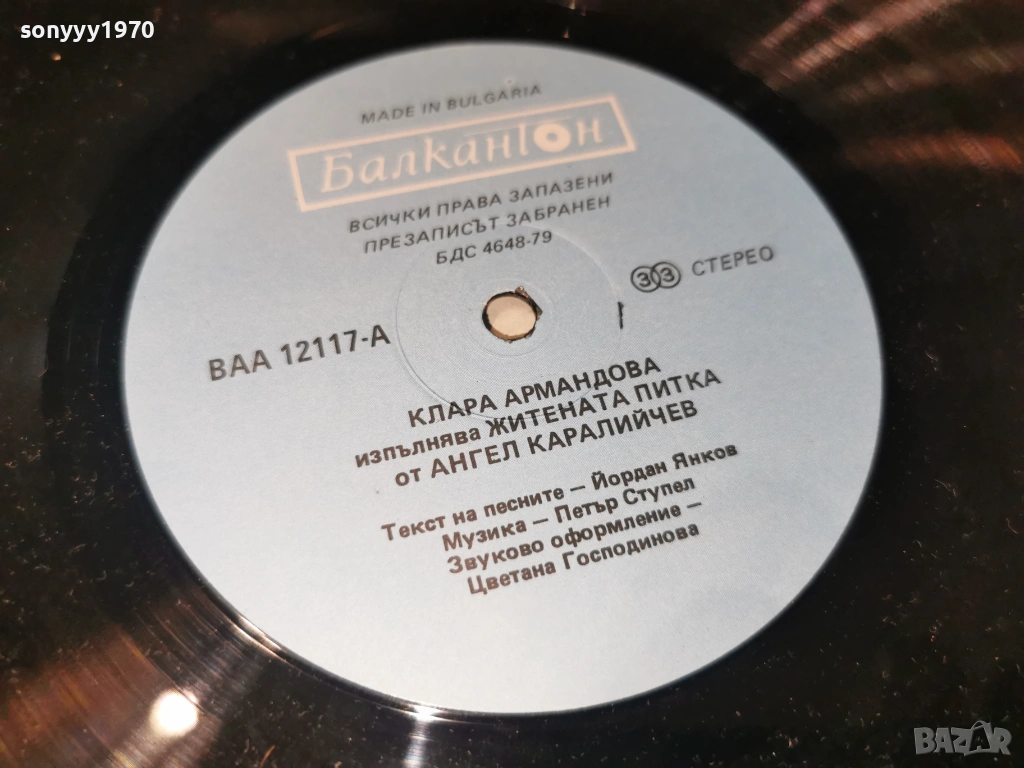 sonyyy1970
MADE IN BULGARIA
Балкантон
ВСИЧКИ ПРАВА ЗАПАЗЕНИ
ПРЕЗАПИСЪТ ЗАБРАНЕН
БДС 4648-79
33 СТЕРЕО
ВАА 12117-А
КЛАРА АРМАНДОВА
изпълнява ЖИТЕНАТА ПИТКА
от АНГЕЛ КАРАЛИЙЧЕВ
Текст на песните – Йордан Янков
Музика – Петър Ступел
Звуково оформление –
Цветана Господинова
BAZAR